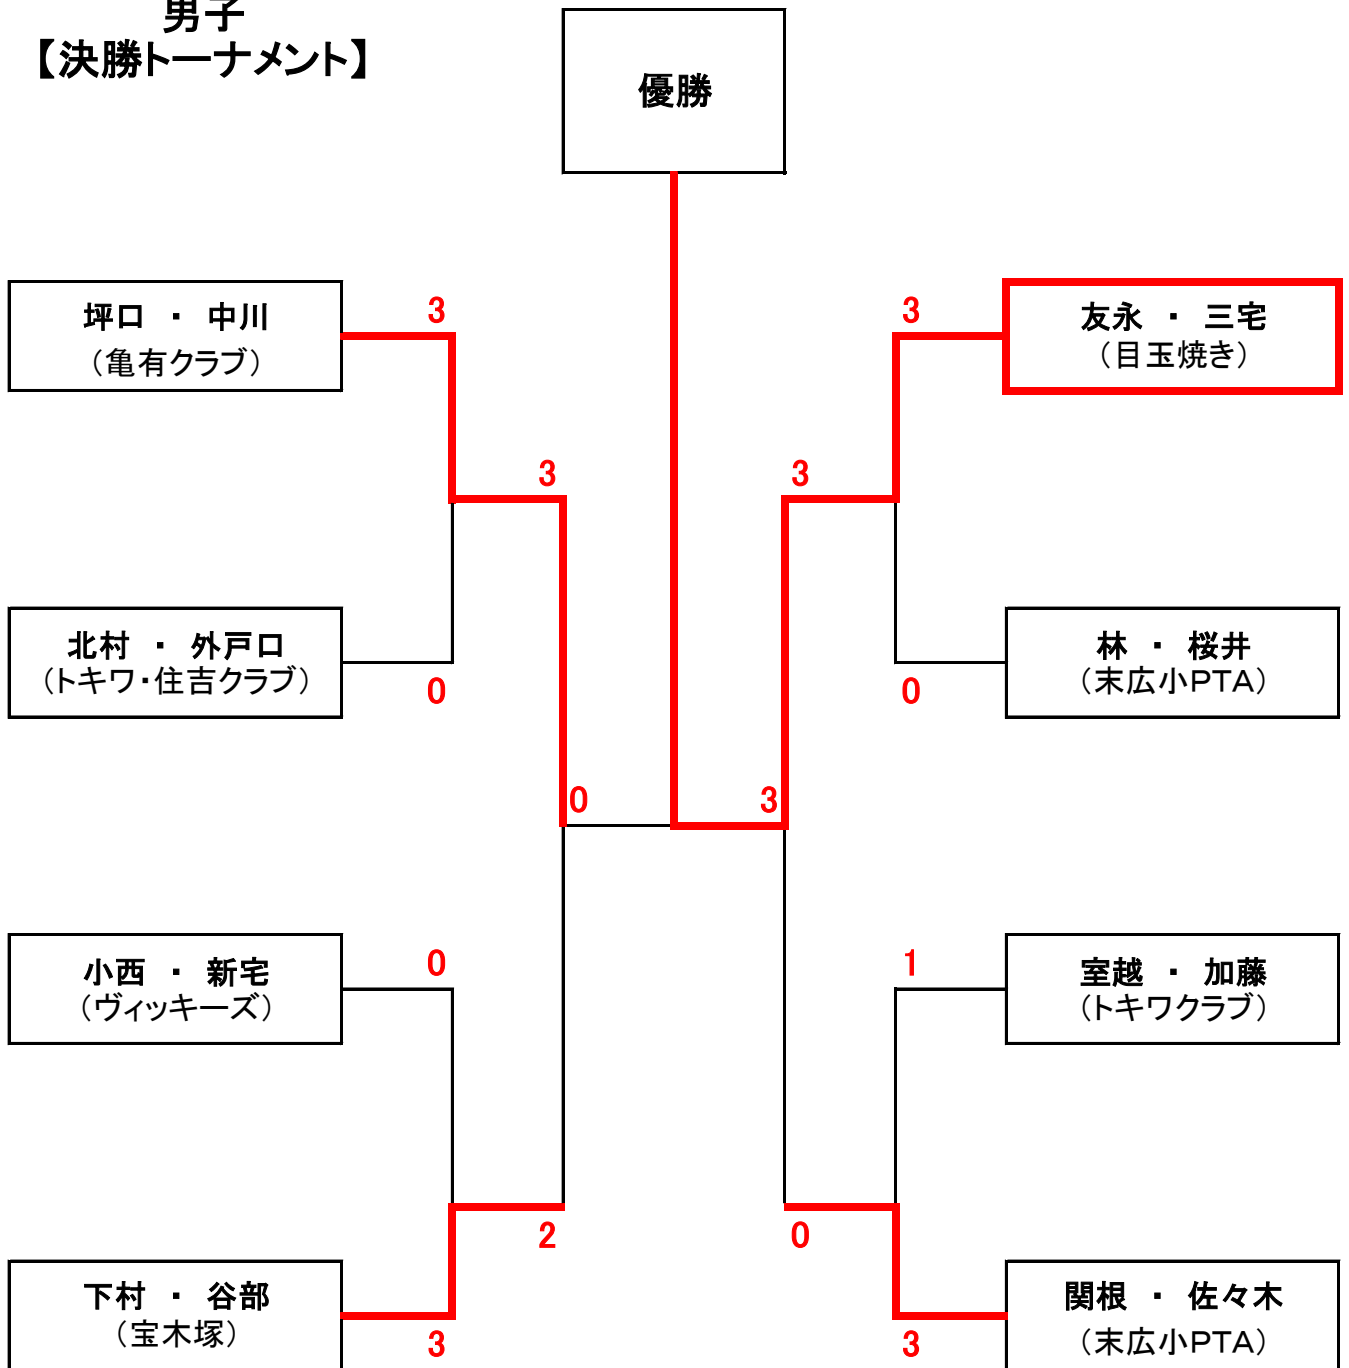 男子
【決勝トーナメント】
優勝
坪口 ・ 中川
（亀有クラブ）
3
3
友永 ・ 三宅
（目玉焼き）
3
3
北村 ・ 外戸口
（トキワ・住吉クラブ）
0
0
林 ・ 桜井
（末広小PTA）
0
3
小西 ・ 新宅
（ヴィッキーズ）
0
1
室越 ・ 加藤
（トキワクラブ）
2
0
下村 ・ 谷部
（宝木塚）
3
3
関根 ・ 佐々木
（末広小PTA）